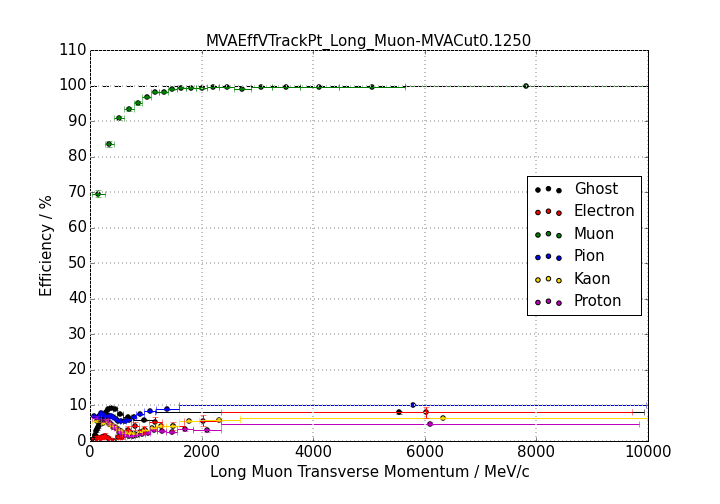 MVAEffVTrackPt_Long_Muon-MVACut0.1250
110
100
90
80
70
60
50
40
30
20
10
0
Efficiency / %
Ghost
Electron
Muon
Pion
Kaon
Proton
0 2000 4000 6000 8000 10000
Long Muon Transverse Momentum / MeV/c